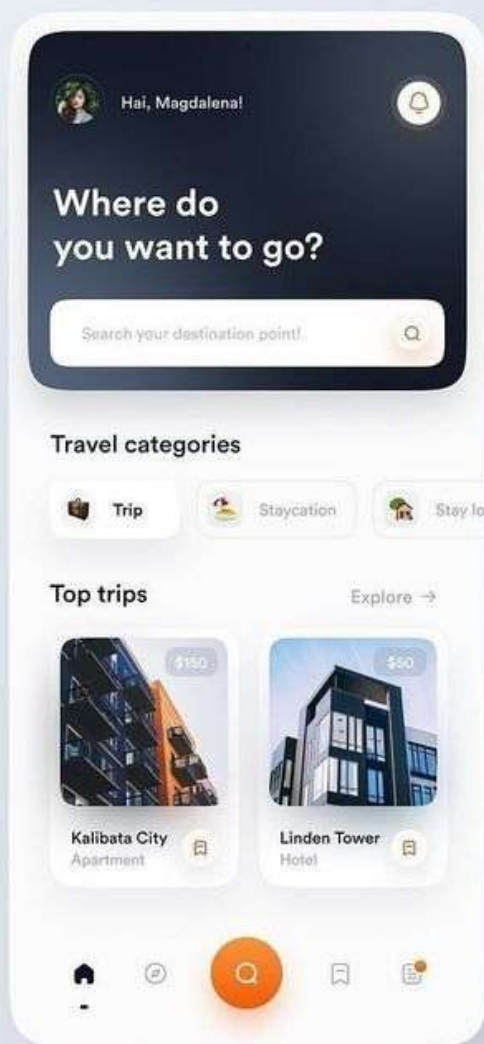 Hai, Magdalena!
Where do
you want to go?
Search your destination point!
Travel categories
Trip
Staycation
Stay lo
Top trips
Explore →
$150
$50
Kalibata City
Apartment
Linden Tower
Hotel